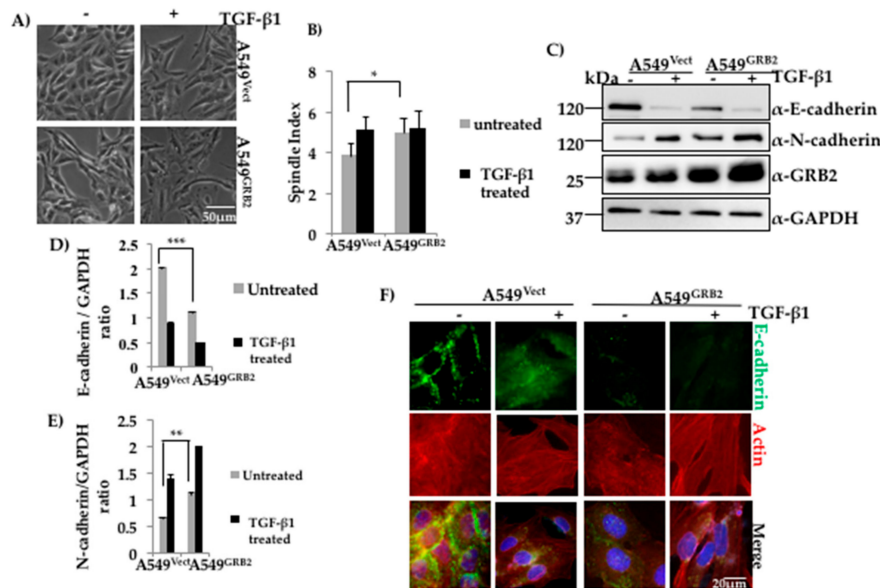 A)
- + TGF-β1
A549Vect
A549GRB2
50μm
B)
*
Spindle Index
8
6
4
2
0
A549Vect A549GRB2
untreated
TGF-β1
treated
C)
A549Vect A549GRB2
kDa - + - + TGF-β1
120 α-E-cadherin
120 α-N-cadherin
25 α-GRB2
37 α-GAPDH
D)
***
E-cadherin / GAPDH
ratio
2.5
2
1.5
1
0.5
0
A549Vect A549GRB2
Untreated
TGF-β1
treated
E)
**
N-cadherin/GAPDH
ratio
2.5
2
1.5
1
0.5
0
A549Vect A549GRB2
Untreated
TGF-β1
treated
F)
A549Vect A549GRB2
- + - + TGF-β1
E-cadherin
Actin
Merge
20μm